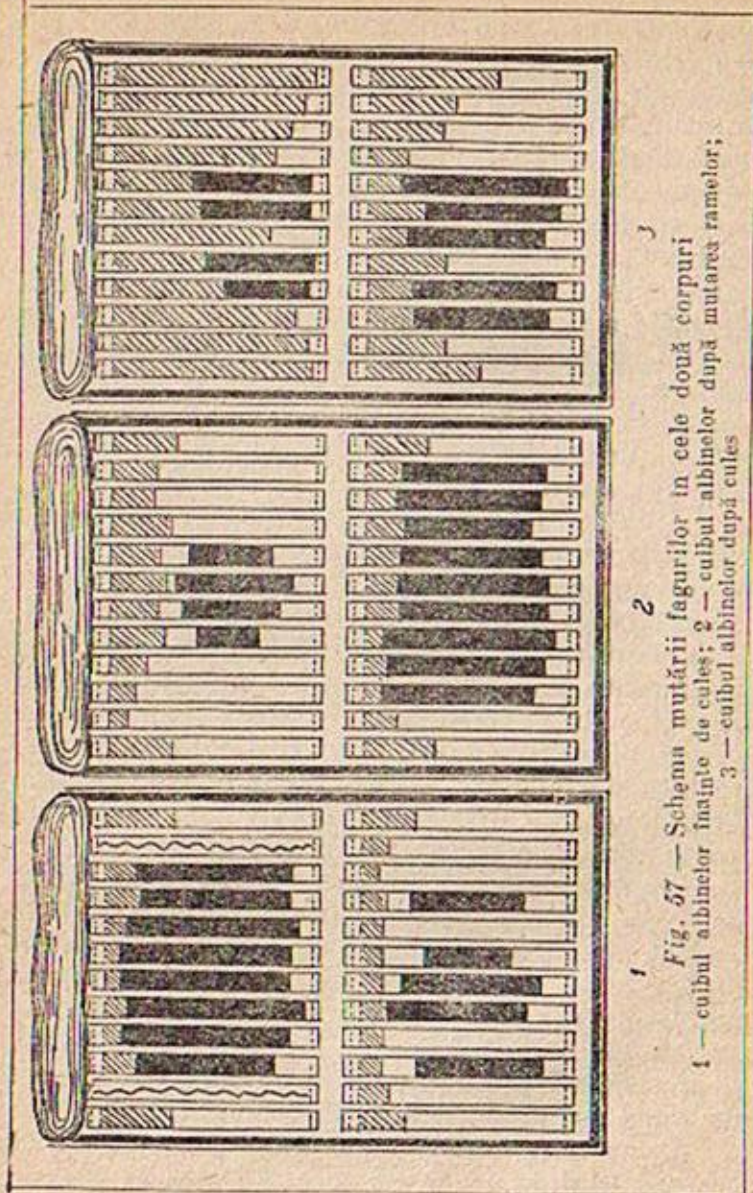 1 2 3
Fig. 57 — Schema mutării fagurilor in cele două corpuri
1 — cuibul albinelor înainte de cules; 2 — cuibul albinelor după mutarea ramelor;
3 — cuibul albinelor după cules